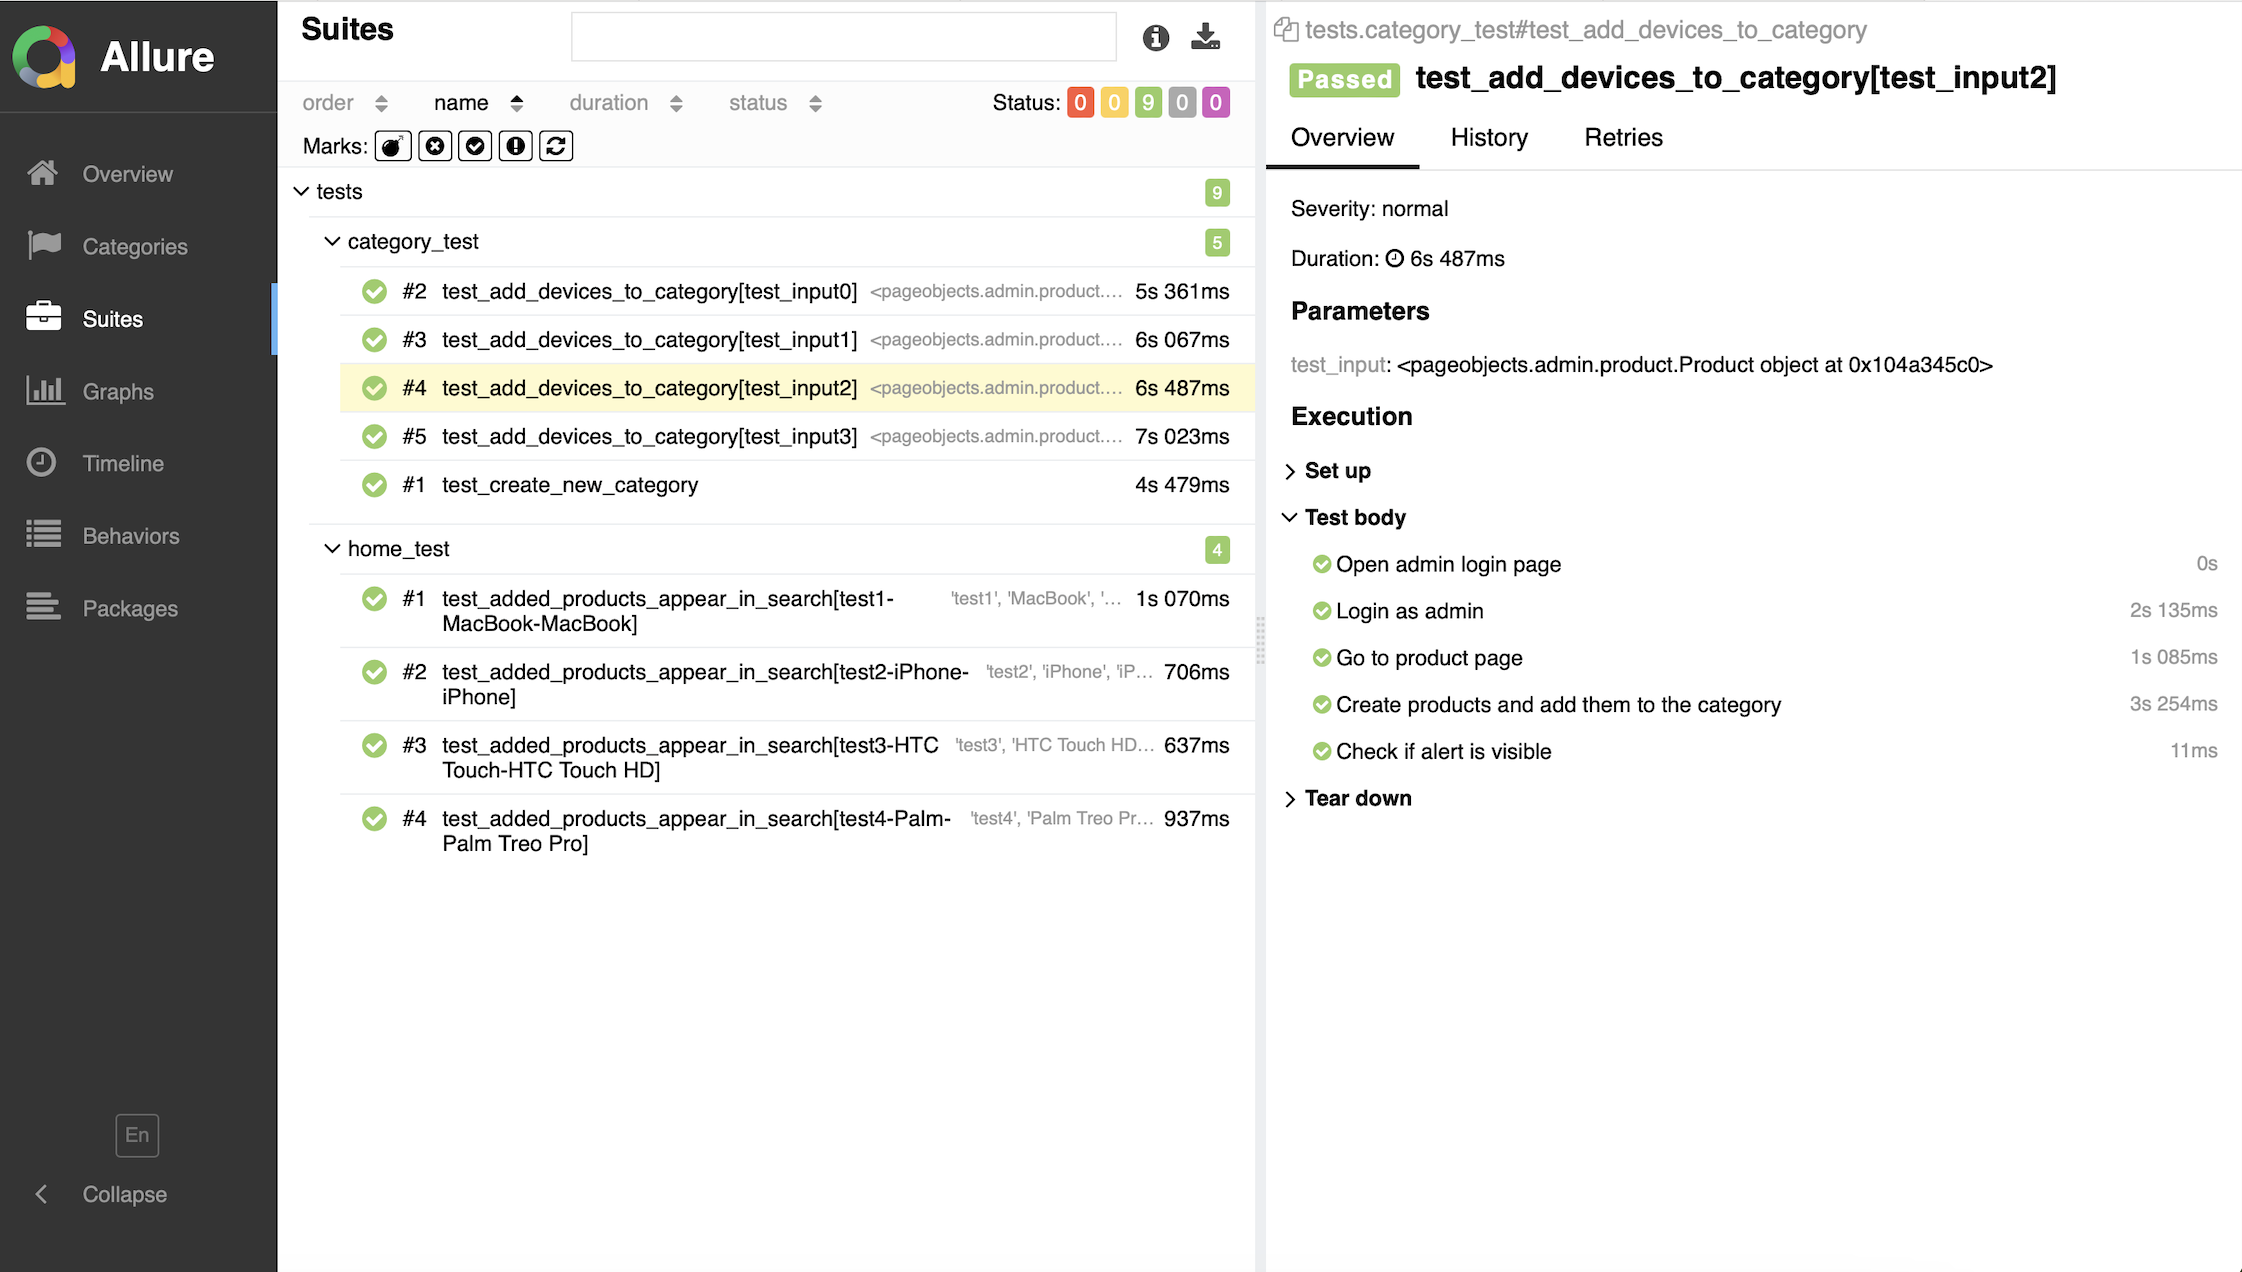 Allure
Overview
Categories
Suites
Graphs
Timeline
Behaviors
Packages
En
Collapse
Suites
order name duration status Status: 0 0 9 0 0
Marks:
tests 9
category_test 5
#2 test_add_devices_to_category[test_input0] <pageobjects.admin.product.... 5s 361ms
#3 test_add_devices_to_category[test_input1] <pageobjects.admin.product.... 6s 067ms
#4 test_add_devices_to_category[test_input2] <pageobjects.admin.product.... 6s 487ms
#5 test_add_devices_to_category[test_input3] <pageobjects.admin.product.... 7s 023ms
#1 test_create_new_category 4s 479ms
home_test 4
#1 test_added_products_appear_in_search[test1- 'test1', 'MacBook', '... 1s 070ms
MacBook-MacBook]
#2 test_added_products_appear_in_search[test2-iPhone- 'test2', 'iPhone', 'iP... 706ms
iPhone]
#3 test_added_products_appear_in_search[test3-HTC 'test3', 'HTC Touch HD... 637ms
Touch-HTC Touch HD]
#4 test_added_products_appear_in_search[test4-Palm- 'test4', 'Palm Treo Pr... 937ms
Palm Treo Pro]
tests.category_test#test_add_devices_to_category
Passed test_add_devices_to_category[test_input2]
Overview History Retries
Severity: normal
Duration: 6s 487ms
Parameters
test_input: <pageobjects.admin.product.Product object at 0x104a345c0>
Execution
Set up
Test body
Open admin login page 0s
Login as admin 2s 135ms
Go to product page 1s 085ms
Create products and add them to the category 3s 254ms
Check if alert is visible 11ms
Tear down